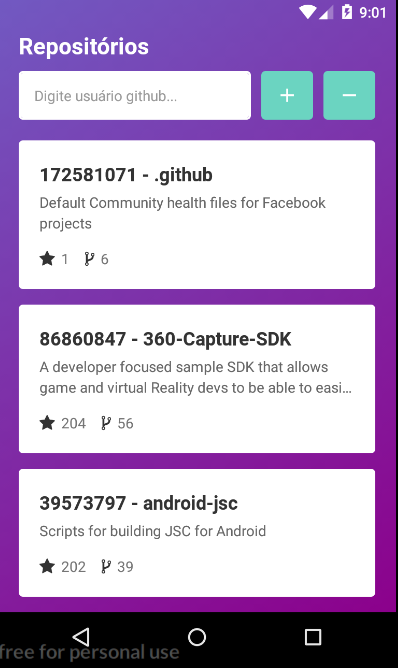 9:01
Repositórios
Digite usuário github...
172581071 - .github
Default Community health files for Facebook
projects
1 6
86860847 - 360-Capture-SDK
A developer focused sample SDK that allows
game and virtual Reality devs to be able to easi...
204 56
39573797 - android-jsc
Scripts for building JSC for Android
202 39
free for personal use